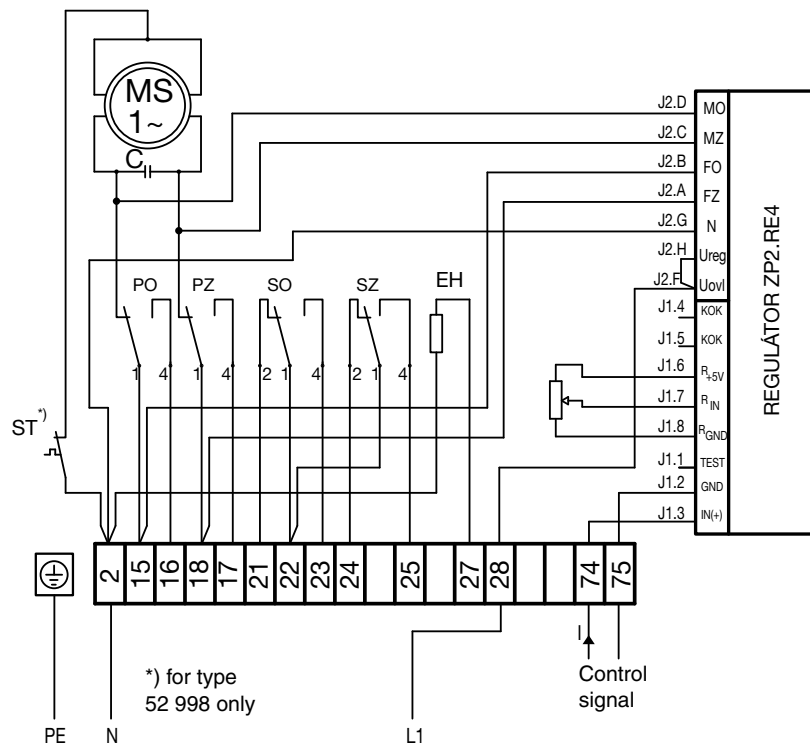 MS
1~
C
J2.D MO
J2.C MZ
J2.B FO
J2.A FZ
J2.G N
J2.H Ureg
J2.F Uovl
J1.4 KOK
J1.5 KOK
J1.6 R+5V
J1.7 R IN
J1.8 RGND
J1.1 TEST
J1.2 GND
J1.3 IN(+)
REGULÁTOR ZP2.RE4
PO PZ SO SZ EH
1 4 1 4 2 1 4 2 1 4
ST*)
2 15 16 18 17 21 22 23 24 25 27 28 74 75
I
*) for type
52 998 only
Control
signal
PE N L1